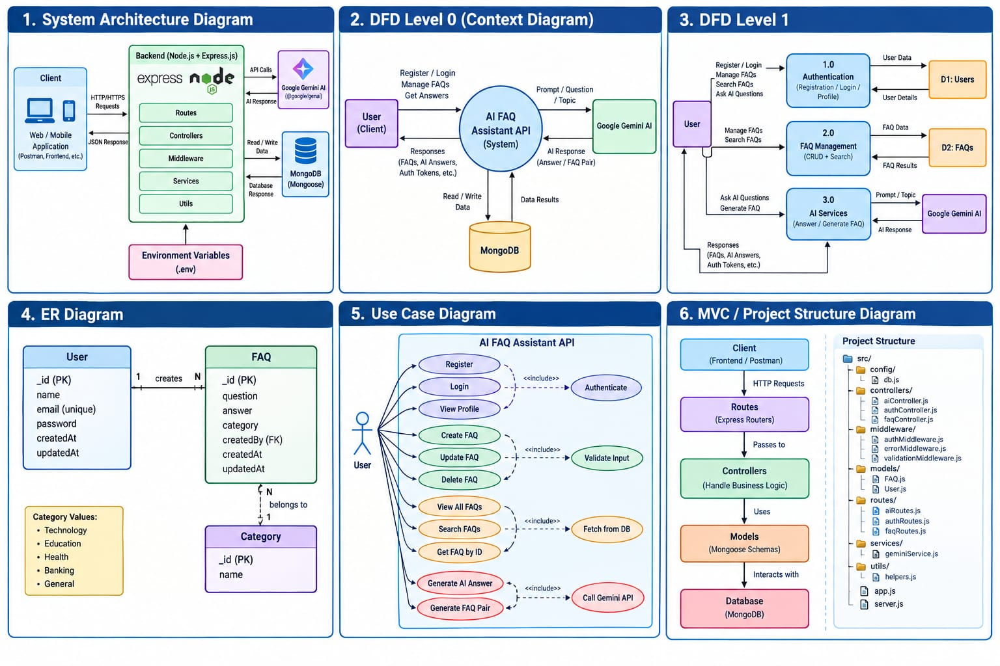 1. System Architecture Diagram
Client
Web / Mobile
Application
(Postman, Frontend, etc.)
HTTP/HTTPS
Requests
JSON Response
Backend (Node.js + Express.js)
express
node
JS
Routes
Controllers
Middleware
Services
Utils
API Calls
AI Response
Google Gemini AI
(@google/genai)
Read / Write
Data
Database
Response
MongoDB
(Mongoose)
Environment Variables
(.env)
2. DFD Level 0 (Context Diagram)
Register / Login
Manage FAQs
Get Answers
User
(Client)
Responses
(FAQs, AI Answers,
Auth Tokens, etc.)
AI FAQ
Assistant API
(System)
Prompt / Question
/ Topic
Google Gemini AI
AI Response
(Answer / FAQ Pair)
Read / Write
Data
Data Results
MongoDB
3. DFD Level 1
Register / Login
Manage FAQs
Search FAQs
Ask AI Questions
User
1.0
Authentication
(Registration / Login /
Profile)
User Data
User Details
D1: Users
Manage FAQs
Search FAQs
2.0
FAQ Management
(CRUD + Search)
FAQ Data
FAQ Results
D2: FAQs
Ask AI Questions
Generate FAQ
3.0
AI Services
(Answer / Generate FAQ)
Prompt / Topic
AI Response
Google Gemini AI
Responses
(FAQs, AI Answers,
Auth Tokens, etc.)
4. ER Diagram
User
_id (PK)
name
email (unique)
password
createdAt
updatedAt
1
creates
N
FAQ
_id (PK)
question
answer
category
createdBy (FK)
createdAt
updatedAt
N
belongs to
1
Category
_id (PK)
name
Category Values:
• Technology
• Education
• Health
• Banking
• General
5. Use Case Diagram
AI FAQ Assistant API
User
Register
Login
View Profile
<<include>>
Authenticate
Create FAQ
Update FAQ
Delete FAQ
<<include>>
Validate Input
View All FAQs
Search FAQs
Get FAQ by ID
<<include>>
Fetch from DB
Generate AI Answer
Generate FAQ Pair
<<include>>
Call Gemini API
6. MVC / Project Structure Diagram
Client
(Frontend / Postman)
HTTP Requests
Routes
(Express Routers)
Passes to
Controllers
(Handle Business Logic)
Uses
Models
(Mongoose Schemas)
Interacts with
Database
(MongoDB)
Project Structure
src/
config/
db.js
controllers/
aiController.js
authController.js
faqController.js
middleware/
authMiddleware.js
errorMiddleware.js
validationMiddleware.js
models/
FAQ.js
User.js
routes/
aiRoutes.js
authRoutes.js
faqRoutes.js
services/
geminiService.js
utils/
helpers.js
app.js
server.js